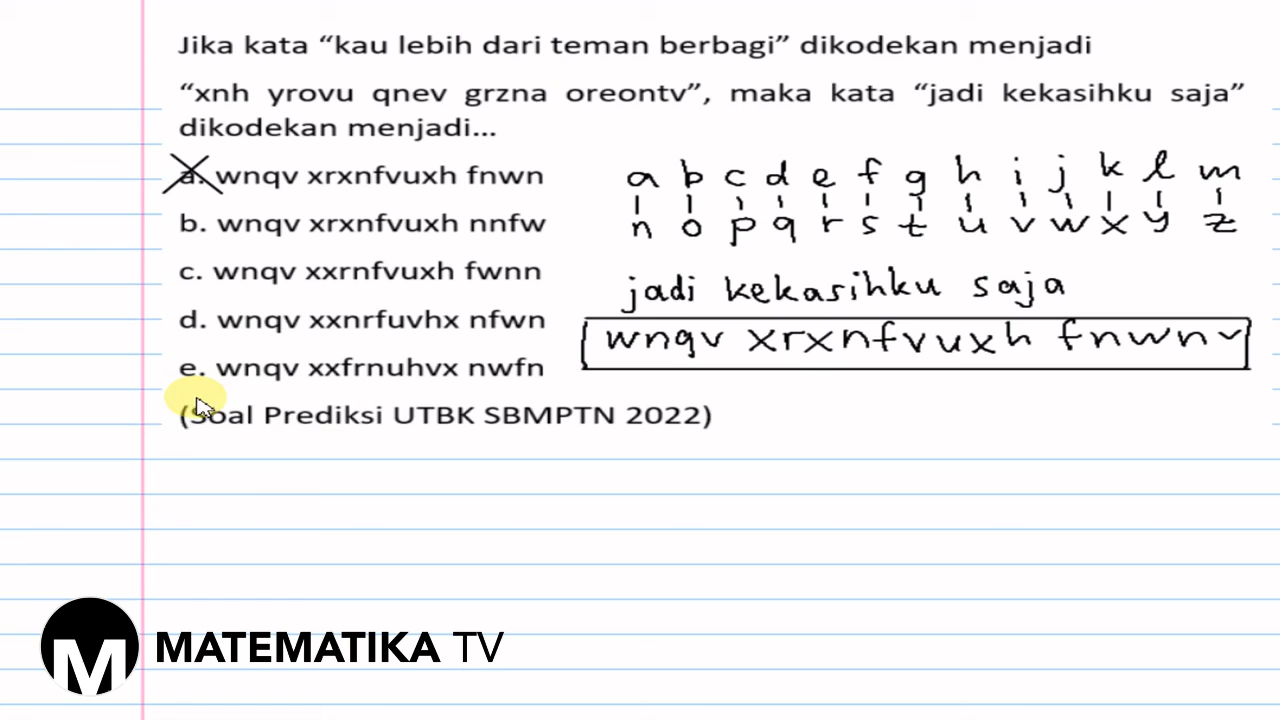 Jika kata “kau lebih dari teman berbagi” dikodekan menjadi
“xnh yrovu qnev grzna oreontv”, maka kata “jadi kekasihku saja”
dikodekan menjadi...
a. wnqv xrxnfvuxh fnwn
b. wnqv xrxnfvuxh nnfw
c. wnqv xxrnfvuxh fwnn
d. wnqv xxnrfuvhx nfwn
e. wnqv xxfrnuhvx nwfn
(Soal Prediksi UTBK SBMPTN 2022)
a b c d e f g h i j k l m
n o p q r s t u v w x y z
jadi kekasihku saja
wnqv xrxnfvuxh fnwnv
M MATEMATIKA TV